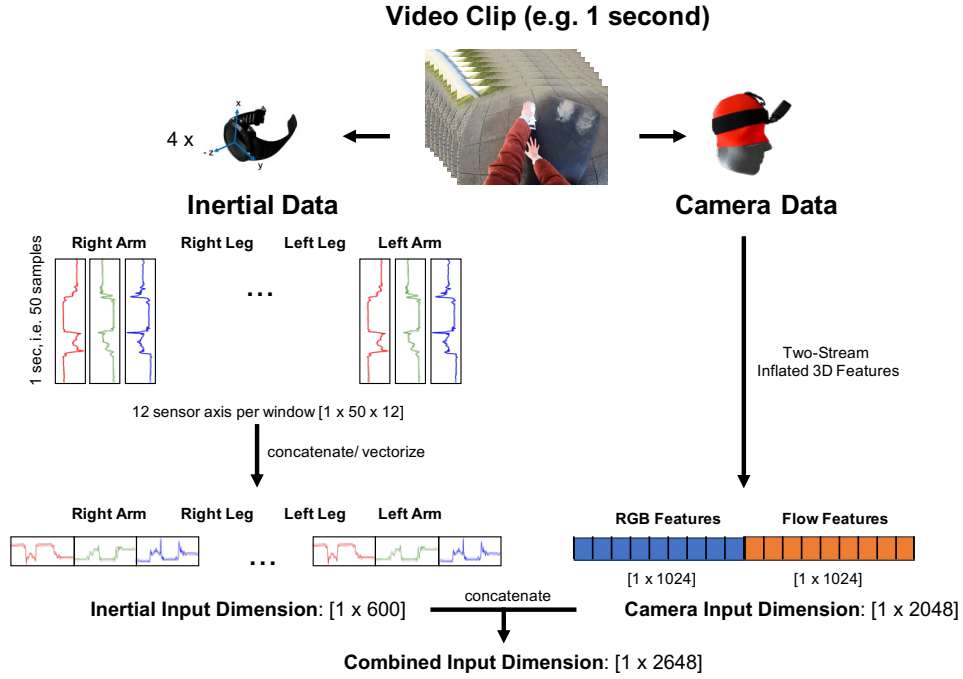 Video Clip (e.g. 1 second)
4 x
x
- z
y
Inertial Data
Camera Data
Right Arm
Right Leg
Left Leg
Left Arm
1 sec, i.e. 50 samples
...
Two-Stream
Inflated 3D Features
12 sensor axis per window [1 x 50 x 12]
concatenate/ vectorize
Right Arm
Right Leg
Left Leg
Left Arm
RGB Features
Flow Features
...
[1 x 1024]
[1 x 1024]
concatenate
Inertial Input Dimension: [1 x 600]
Camera Input Dimension: [1 x 2048]
Combined Input Dimension: [1 x 2648]